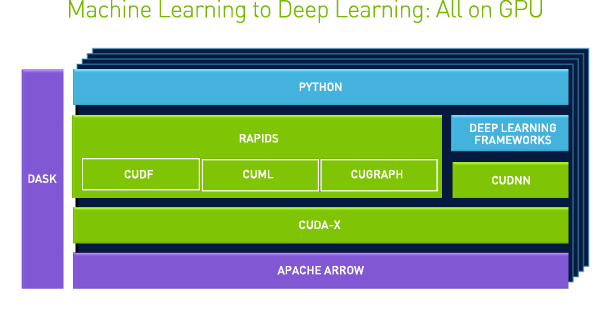 Machine Learning to Deep Learning: All on GPU
DASK
PYTHON
RAPIDS
CUDF
CUML
CUGRAPH
DEEP LEARNING
FRAMEWORKS
CUDNN
CUDA-X
APACHE ARROW